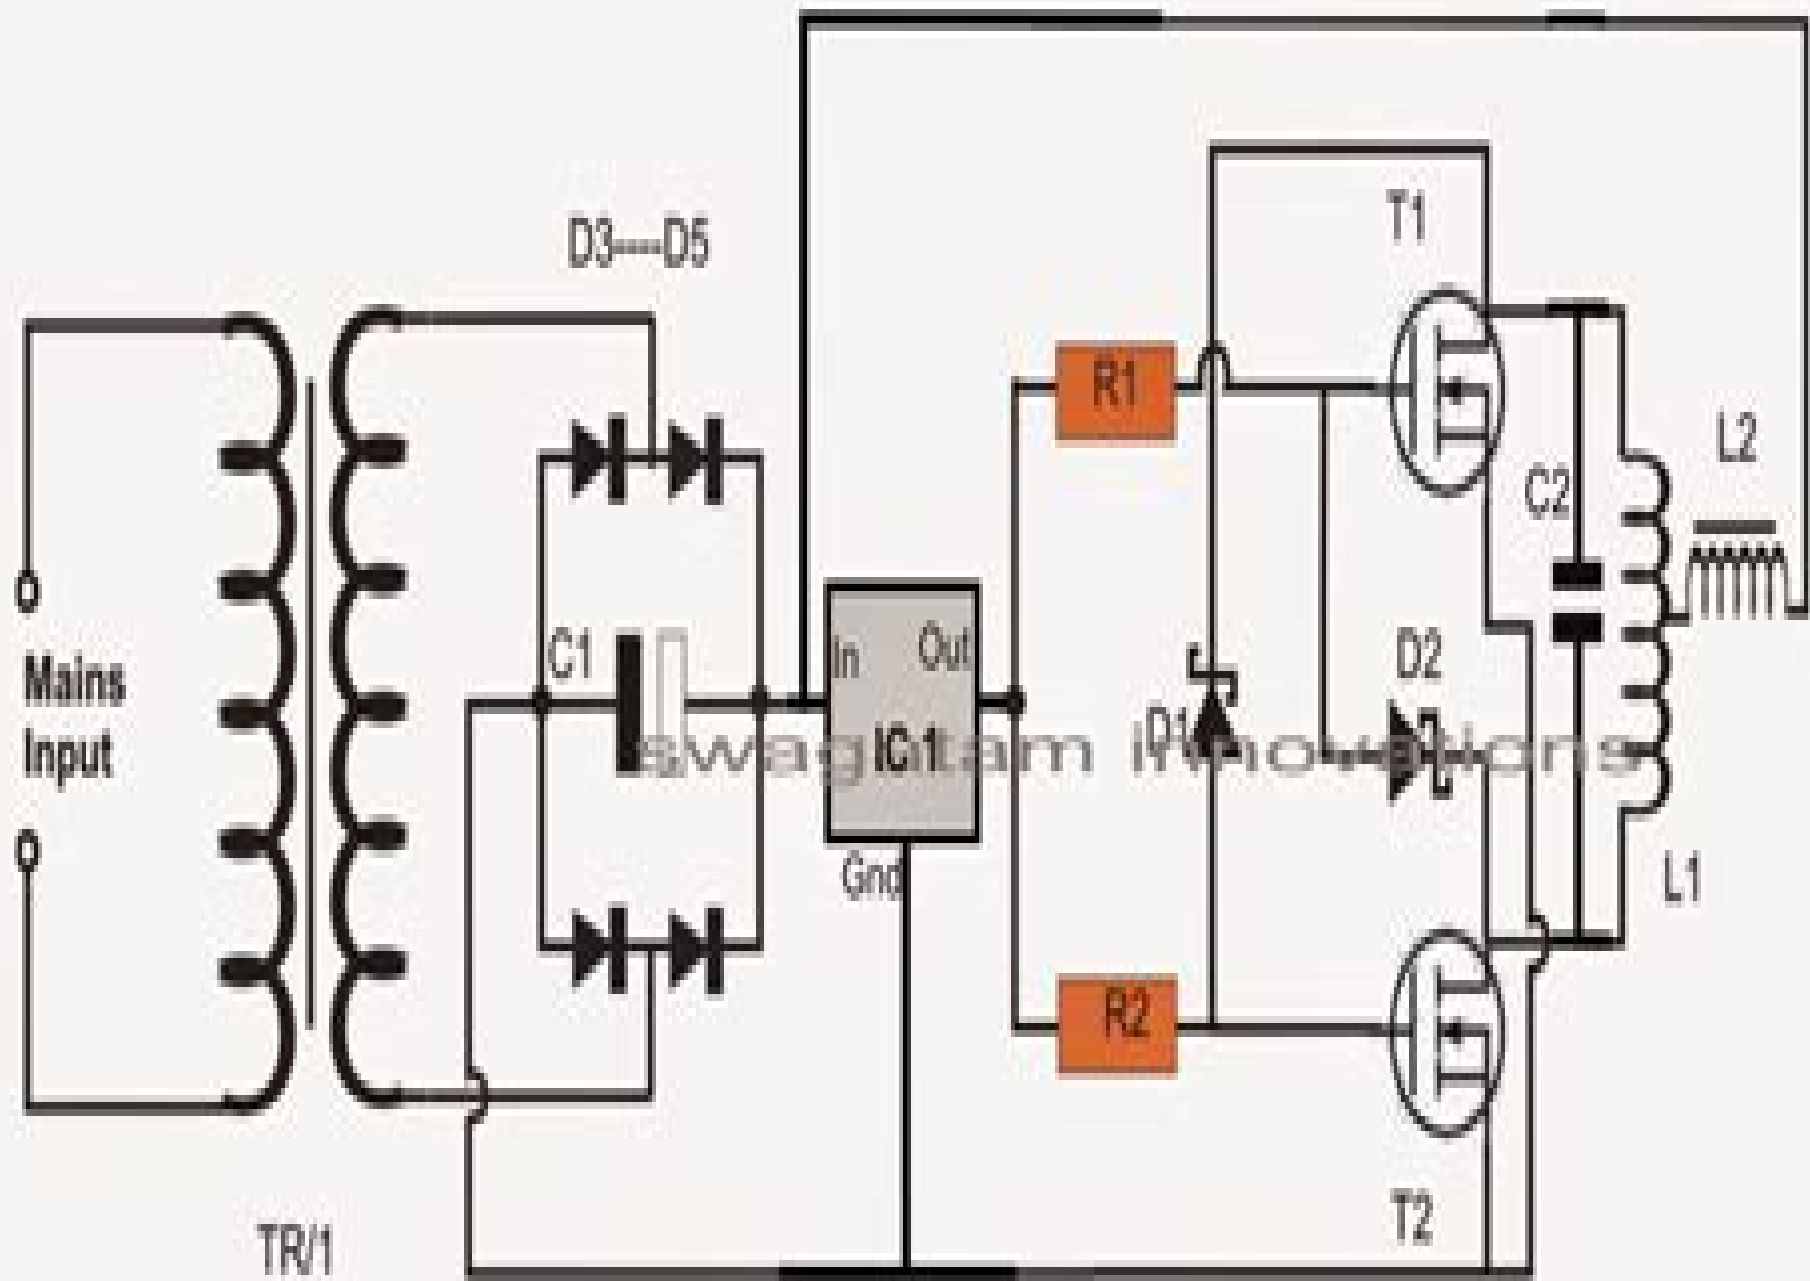 D3----D5
T1
R1
L2
C2
C1
In
Out
D2
Mains
Input
D1
IC1
swagatam innovations
Gnd
L1
R2
T2
TR/1